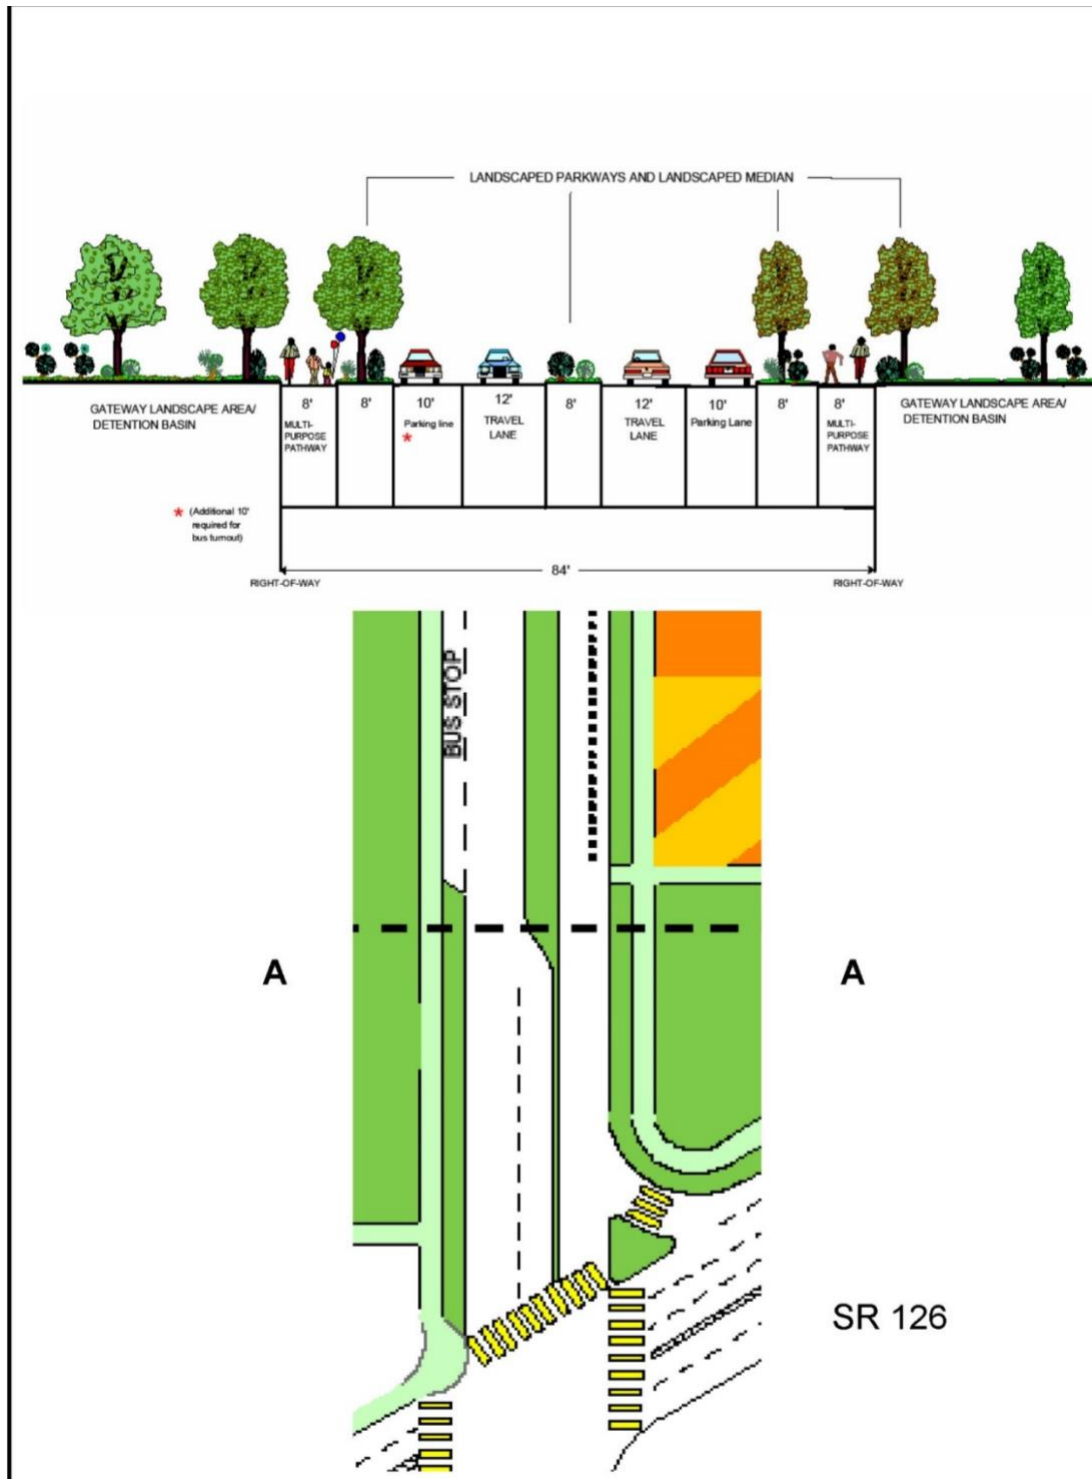 LANDSCAPED PARKWAYS AND LANDSCAPED MEDIAN
8' 8' 10' 12' 8' 12' 10' 8' 8'
GATEWAY LANDSCAPE AREA/
DETENTION BASIN
MULTI-
PURPOSE
PATHWAY
Parking line
*
TRAVEL
LANE
TRAVEL
LANE
Parking Lane
MULTI-
PURPOSE
PATHWAY
GATEWAY LANDSCAPE AREA/
DETENTION BASIN
* (Additional 10'
required for
bus turnout)
84'
RIGHT-OF-WAY
RIGHT-OF-WAY
BUS STOP
A
A
SR 126